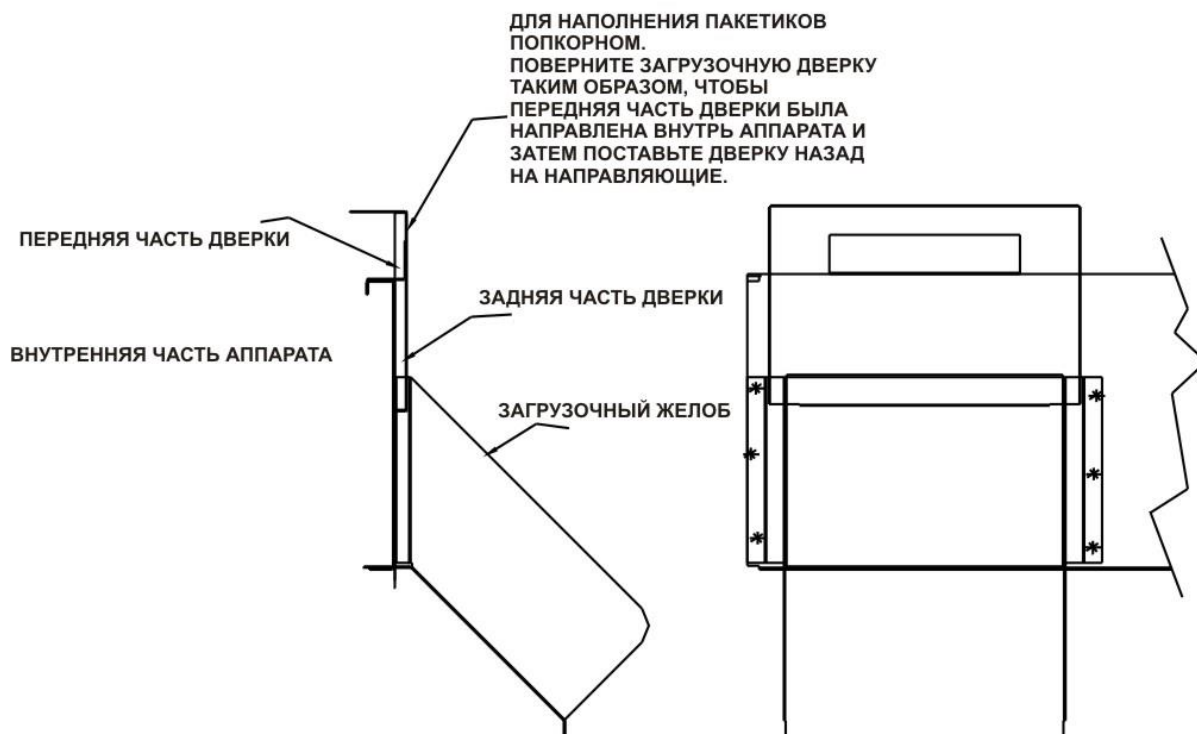 ДЛЯ НАПОЛНЕНИЯ ПАКЕТИКОВ
ПОПКОРНОМ.
ПОВЕРНИТЕ ЗАГРУЗОЧНУЮ ДВЕРКУ
ТАКИМ ОБРАЗОМ, ЧТОБЫ
ПЕРЕДНЯЯ ЧАСТЬ ДВЕРКИ БЫЛА
НАПРАВЛЕНА ВНУТРЬ АППАРАТА И
ЗАТЕМ ПОСТАВЬТЕ ДВЕРКУ НАЗАД
НА НАПРАВЛЯЮЩИЕ.
ПЕРЕДНЯЯ ЧАСТЬ ДВЕРКИ
ЗАДНЯЯ ЧАСТЬ ДВЕРКИ
ВНУТРЕННЯЯ ЧАСТЬ АППАРАТА
ЗАГРУЗОЧНЫЙ ЖЕЛОБ